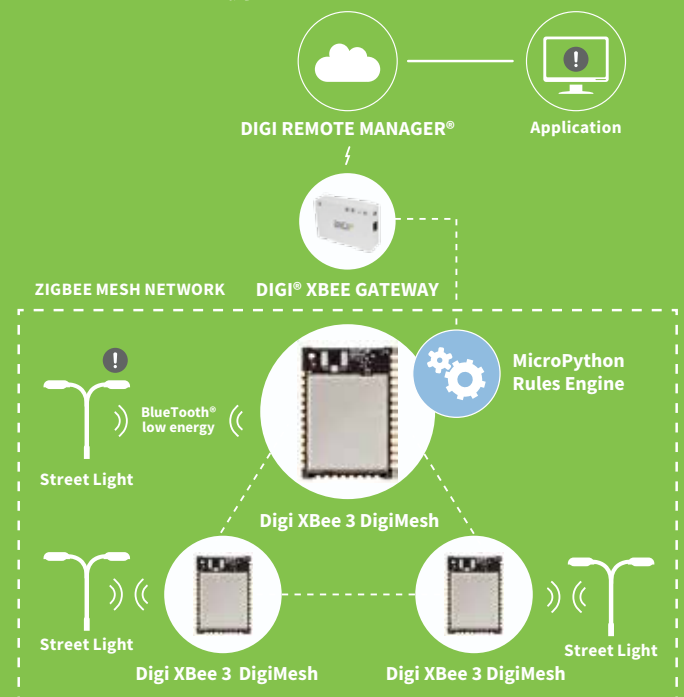 DIGI REMOTE MANAGER®
Application
ZIGBEE MESH NETWORK
DIGI® XBEE GATEWAY
MicroPython
Rules Engine
BlueTooth®
low energy
Street Light
Digi XBee 3 DigiMesh
Street Light
Street Light
Digi XBee 3 DigiMesh
Digi XBee 3 DigiMesh